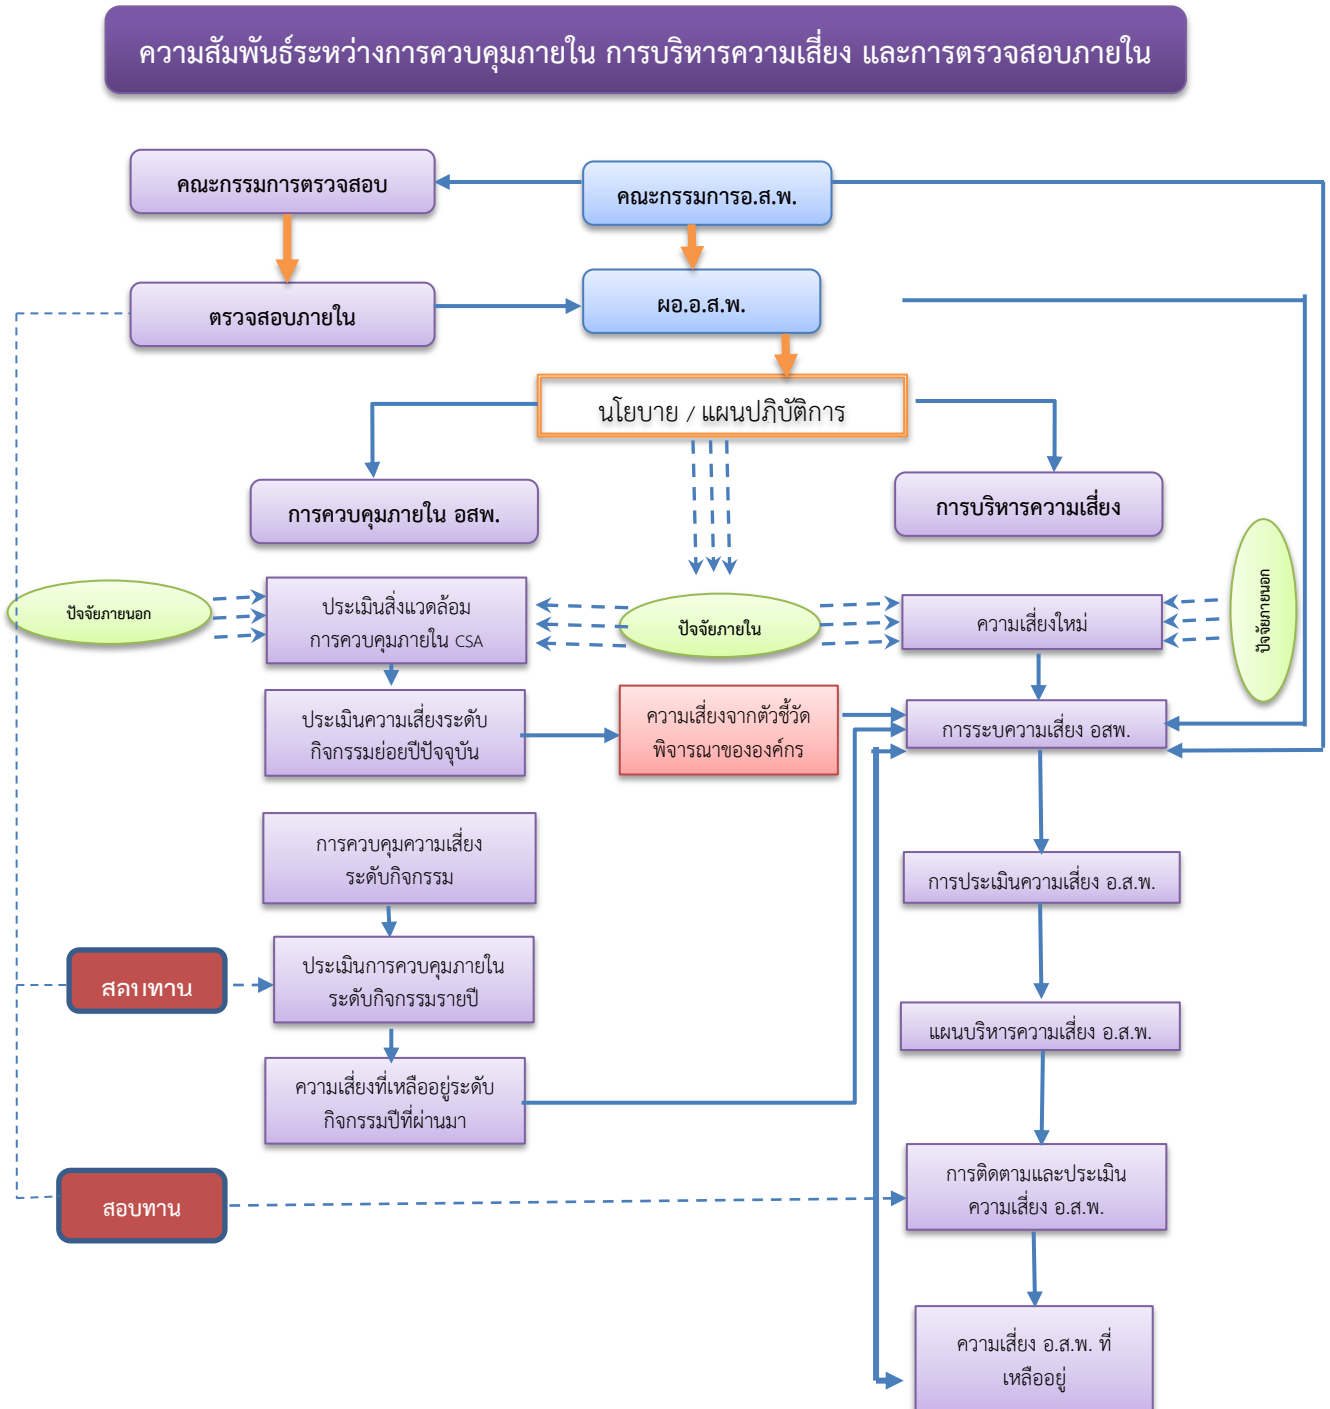 ความสัมพันธ์ระหว่างการควบคุมภายใน การบริหารความเสี่ยง และการตรวจสอบภายใน
คณะกรรมการตรวจสอบ
คณะกรรมการอ.ส.พ.
ตรวจสอบภายใน
ผอ.อ.ส.พ.
นโยบาย / แผนปฏิบัติการ
การควบคุมภายใน อสพ.
การบริหารความเสี่ยง
ปัจจัยภายนอก
ประเมินสิ่งแวดล้อม
การควบคุมภายใน CSA
ปัจจัยภายใน
ความเสี่ยงใหม่
ปัจจัยภายนอก
ประเมินความเสี่ยงระดับ
กิจกรรมย่อยปีปัจจุบัน
ความเสี่ยงจากตัวชี้วัด
พิจารณาขององค์กร
การระบความเสี่ยง อสพ.
การควบคุมความเสี่ยง
ระดับกิจกรรม
การประเมินความเสี่ยง อ.ส.พ.
สอบทาน
ประเมินการควบคุมภายใน
ระดับกิจกรรมรายปี
แผนบริหารความเสี่ยง อ.ส.พ.
ความเสี่ยงที่เหลืออยู่ระดับ
กิจกรรมปีที่ผ่านมา
สอบทาน
การติดตามและประเมิน
ความเสี่ยง อ.ส.พ.
ความเสี่ยง อ.ส.พ. ที่
เหลืออยู่